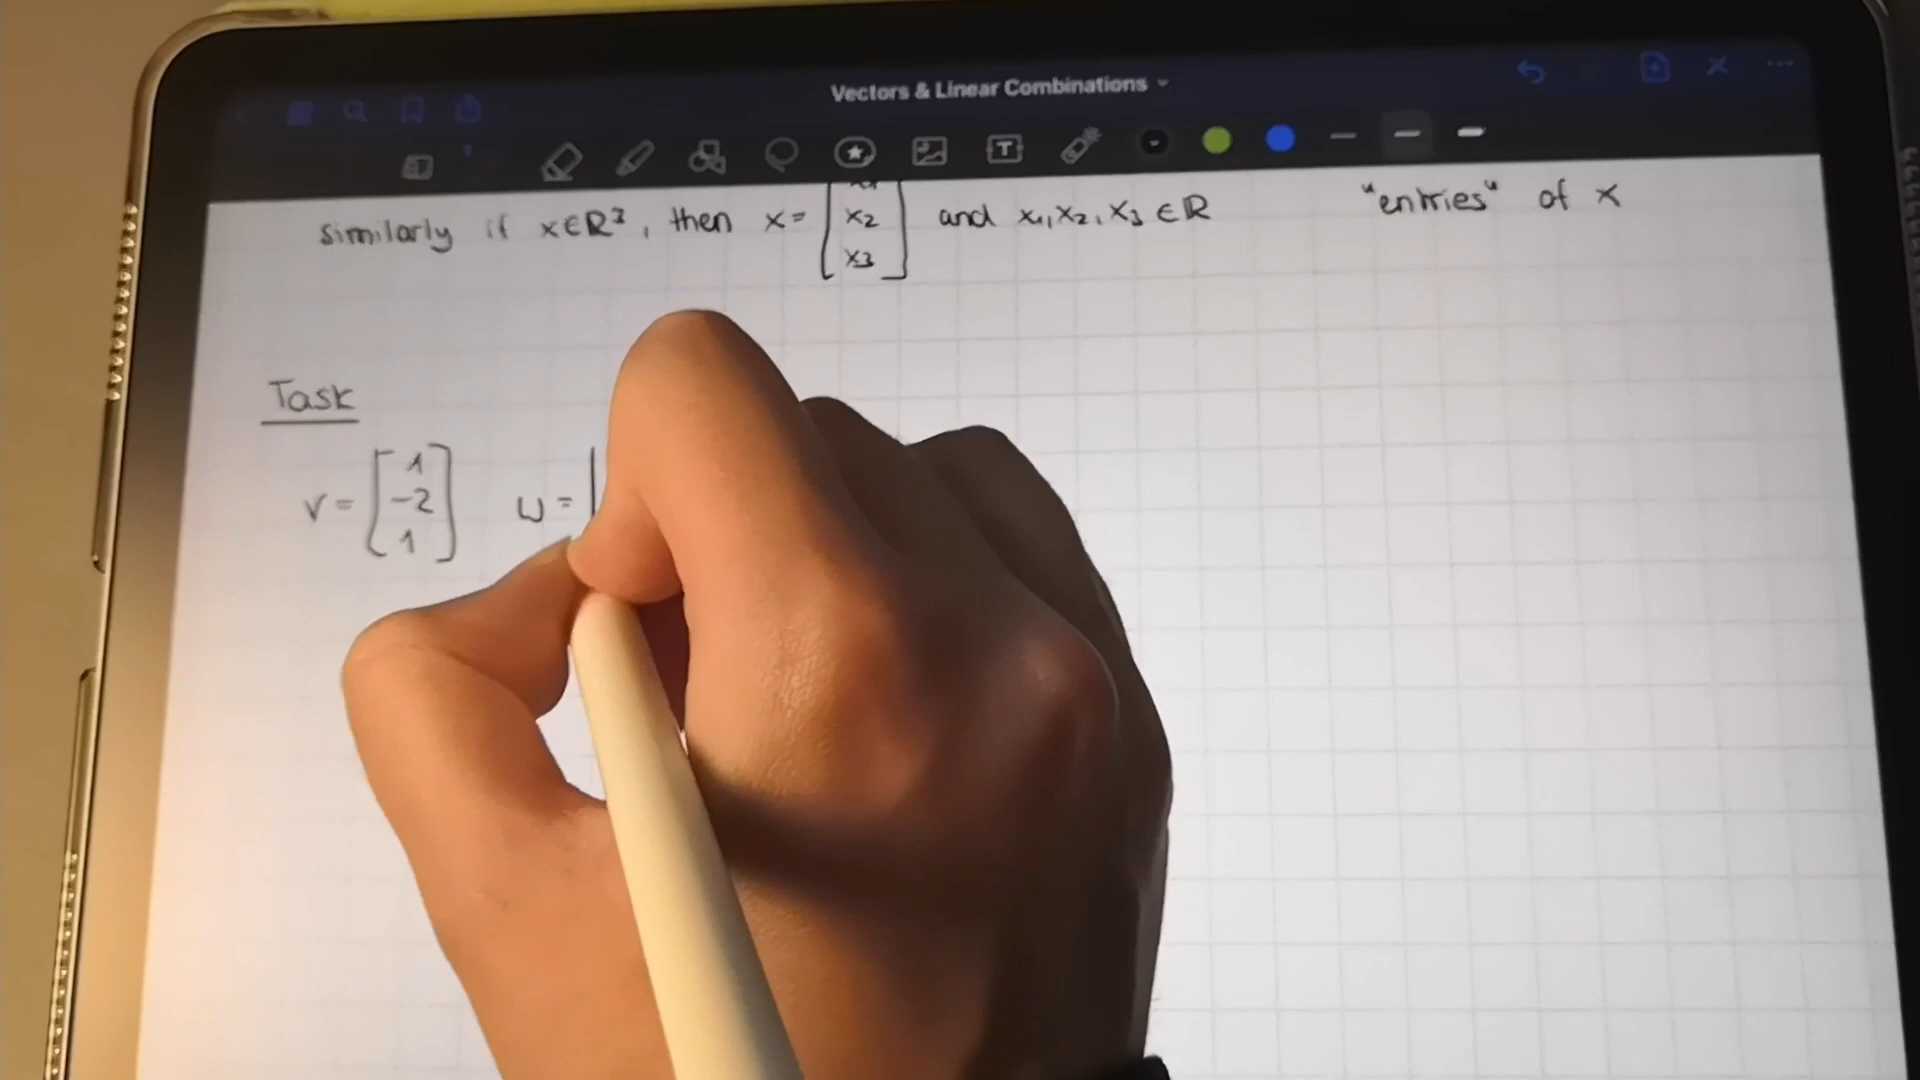 Vectors & Linear Combinations
Similarly if x∈ℝ³, then x = [x₁ x₂ x₃] and x₁, x₂, x₃ ∈ℝ "entries" of x
Task
v = [1 -2 1] w = [